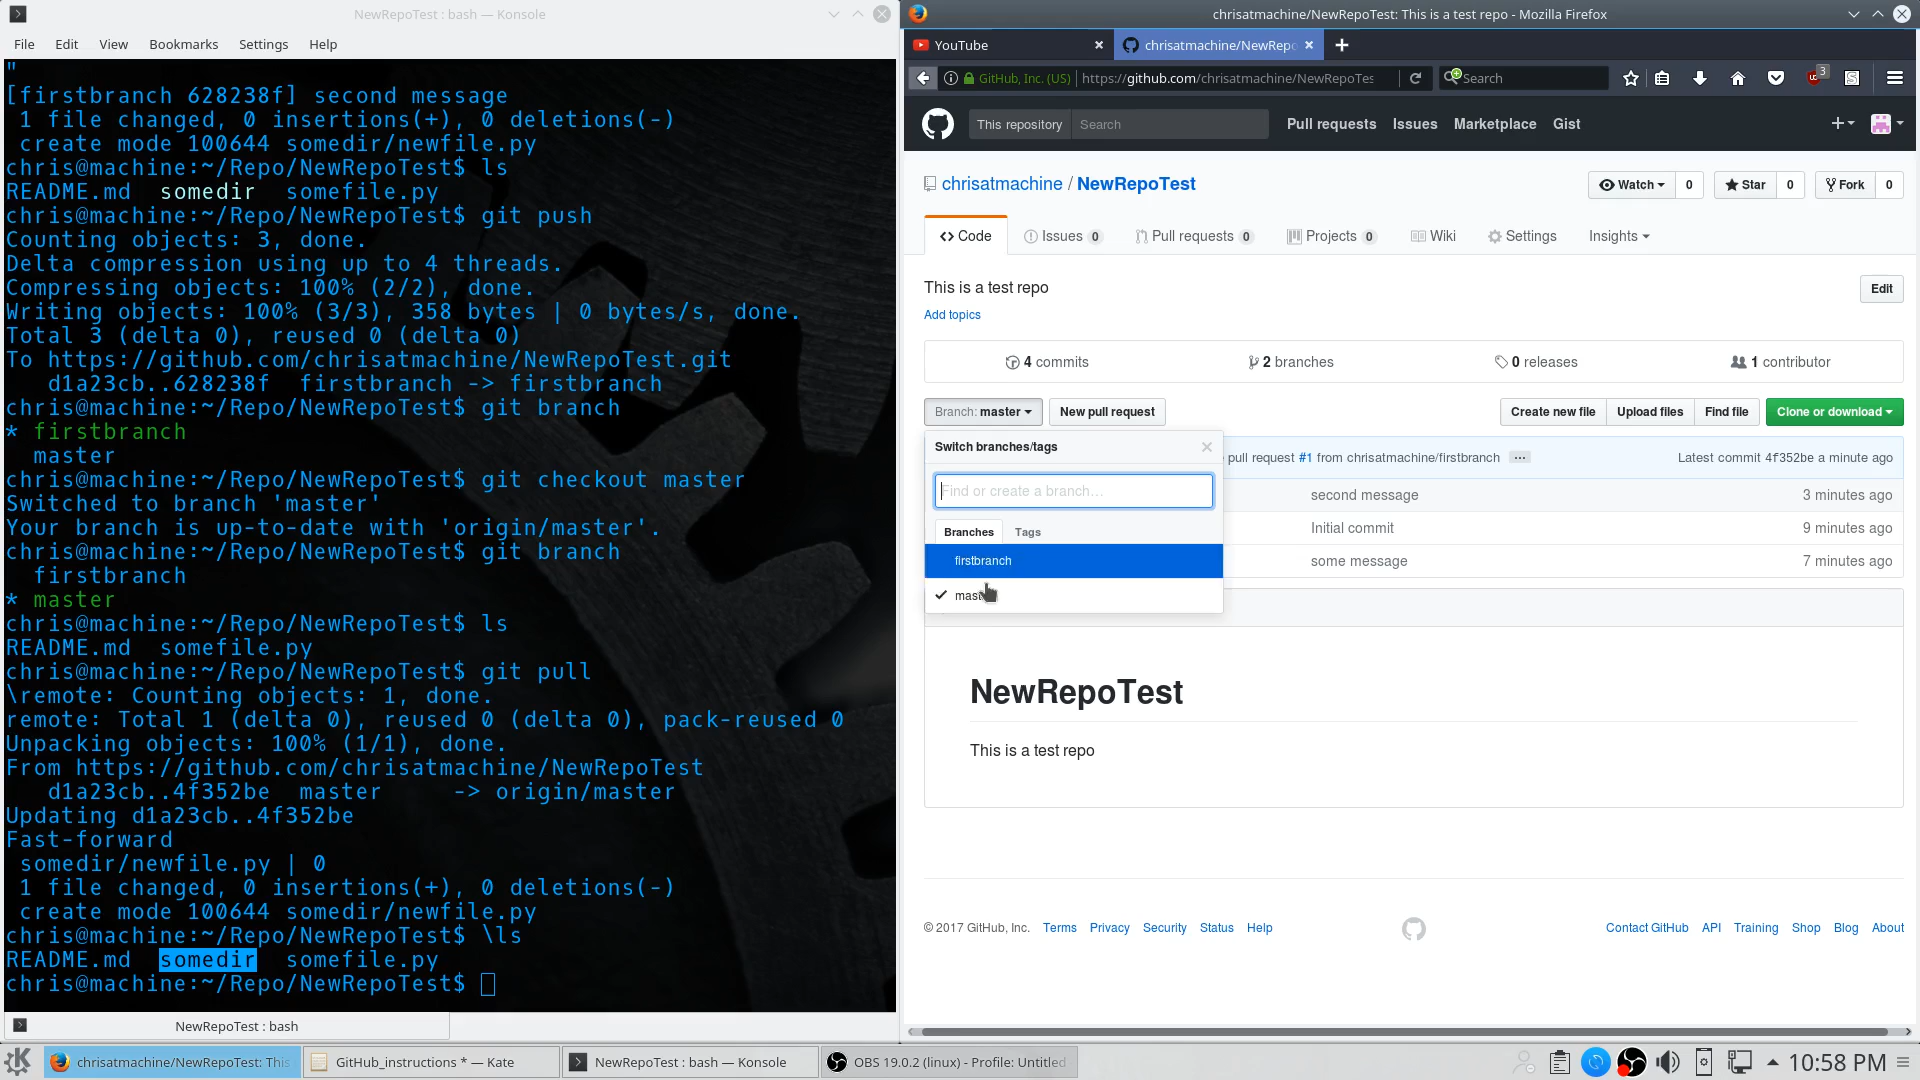 NewRepoTest : bash — Konsole
File Edit View Bookmarks Settings Help
"
[firstbranch 628238f] second message
1 file changed, 0 insertions(+), 0 deletions(-)
create mode 100644 somedir/newfile.py
chris@machine:~/Repo/NewRepoTest$ ls
README.md somedir somefile.py
chris@machine:~/Repo/NewRepoTest$ git push
Counting objects: 3, done.
Delta compression using up to 4 threads.
Compressing objects: 100% (2/2), done.
Writing objects: 100% (3/3), 358 bytes | 0 bytes/s, done.
Total 3 (delta 0), reused 0 (delta 0)
To https://github.com/chrisatmachine/NewRepoTest.git
d1a23cb..628238f firstbranch -> firstbranch
chris@machine:~/Repo/NewRepoTest$ git branch
* firstbranch
master
chris@machine:~/Repo/NewRepoTest$ git checkout master
Switched to branch 'master'
Your branch is up-to-date with 'origin/master'.
chris@machine:~/Repo/NewRepoTest$ git branch
firstbranch
* master
chris@machine:~/Repo/NewRepoTest$ ls
README.md somefile.py
chris@machine:~/Repo/NewRepoTest$ git pull
\remote: Counting objects: 1, done.
remote: Total 1 (delta 0), reused 0 (delta 0), pack-reused 0
Unpacking objects: 100% (1/1), done.
From https://github.com/chrisatmachine/NewRepoTest
d1a23cb..4f352be master -> origin/master
Updating d1a23cb..4f352be
Fast-forward
somedir/newfile.py | 0
1 file changed, 0 insertions(+), 0 deletions(-)
create mode 100644 somedir/newfile.py
chris@machine:~/Repo/NewRepoTest$ \ls
README.md somedir somefile.py
chris@machine:~/Repo/NewRepoTest$
NewRepoTest : bash
chrisatmachine/NewRepoTest: This is a test repo - Mozilla Firefox
YouTube chrisatmachine/NewRepo
GitHub, Inc. (US) https://github.com/chrisatmachine/NewRepoTes Search 3
This repository Search Pull requests Issues Marketplace Gist
chrisatmachine / NewRepoTest Watch 0 Star 0 Fork 0
Code Issues 0 Pull requests 0 Projects 0 Wiki Settings Insights
This is a test repo Edit
Add topics
4 commits 2 branches 0 releases 1 contributor
Branch: master New pull request Create new file Upload files Find file Clone or download
Switch branches/tags
pull request #1 from chrisatmachine/firstbranch ... Latest commit 4f352be a minute ago
Find or create a branch...
second message 3 minutes ago
Branches Tags
Initial commit 9 minutes ago
firstbranch
some message 7 minutes ago
NewRepoTest
This is a test repo
© 2017 GitHub, Inc. Terms Privacy Security Status Help Contact GitHub API Training Shop Blog About
chrisatmachine/NewRepoTest: This GitHub_instructions * — Kate NewRepoTest : bash — Konsole OBS 19.0.2 (linux) - Profile: Untitled 10:58 PM